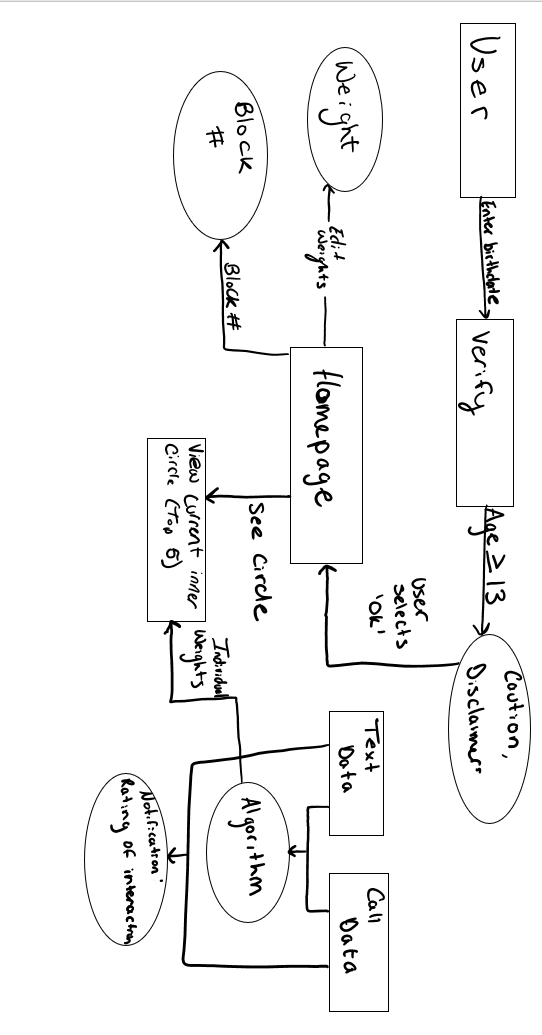 User
Enter birthdate
Verify
Age ≥ 13
Caution,
Disclaimer
User
selects
'OK'
Homepage
Edit
Weights
Weight
Block #
Block
#
See Circle
View Current inner
Circle (Top 5)
Individual
Weights
Text
Data
Call
Data
Algorithm
Notification:
Rating of interaction